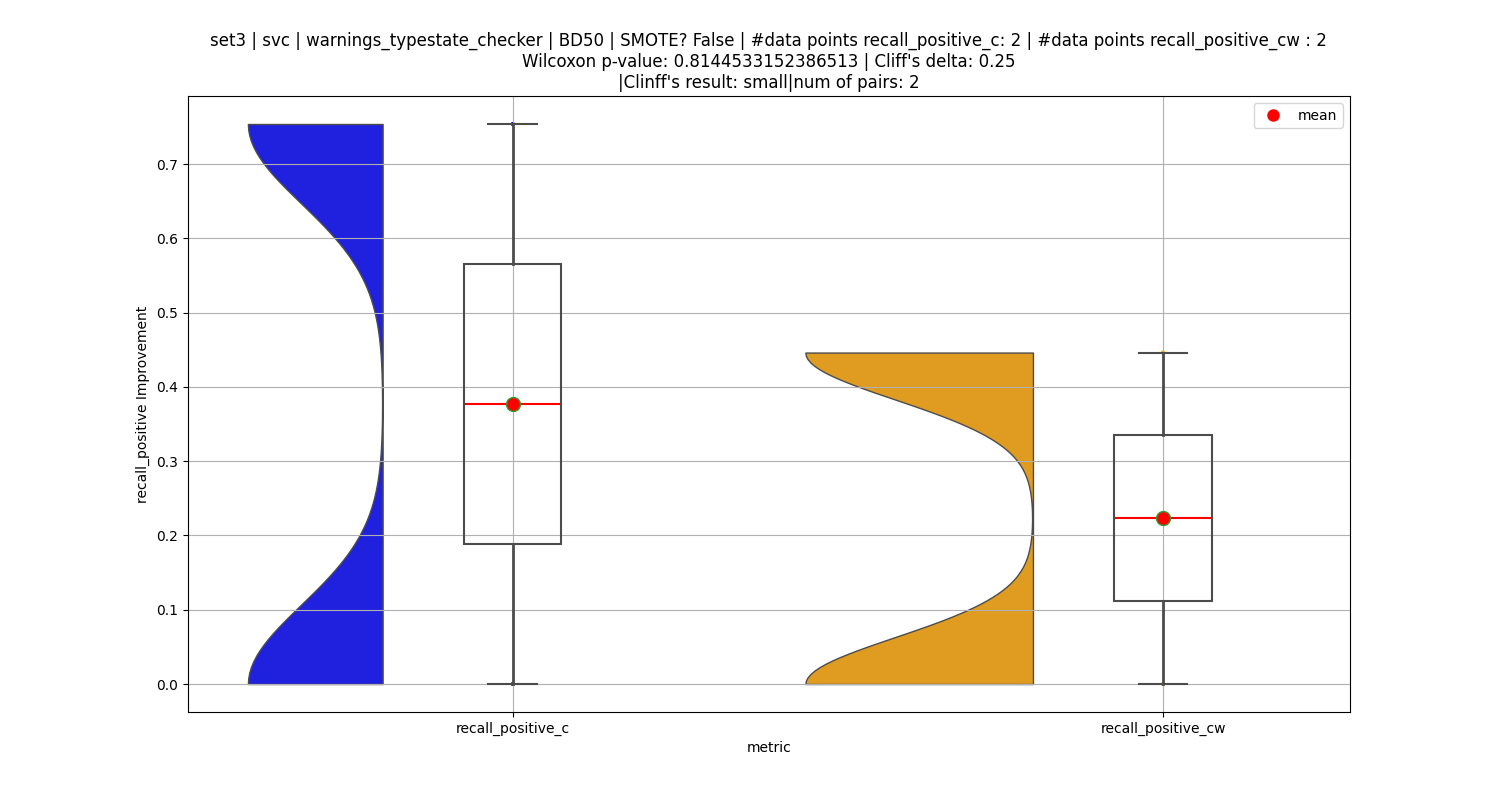 set3 | svc | warnings_typestate_checker | BD50 | SMOTE? False | #data points recall_positive_c: 2 | #data points recall_positive_cw : 2
Wilcoxon p-value: 0.8144533152386513 | Cliff's delta: 0.25
|Clinff's result: small|num of pairs: 2
mean
0.7
0.6
0.5
0.4
0.3
0.2
0.1
0.0
recall_positive Improvement
recall_positive_c
recall_positive_cw
metric